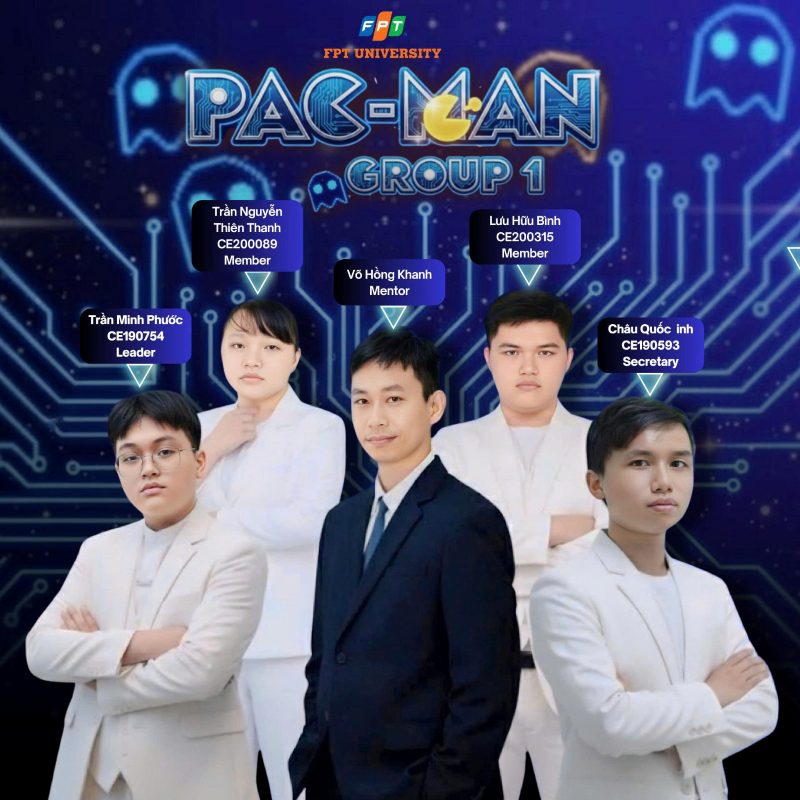 FPT
FPT UNIVERSITY
PAC-MAN
GROUP 1
Trần Nguyễn
Thiên Thanh
CE200089
Member
Lưu Hữu Bình
CE200315
Member
Võ Hồng Khanh
Mentor
Trần Minh Phước
CE190754
Leader
Châu Quốc inh
CE190593
Secretary